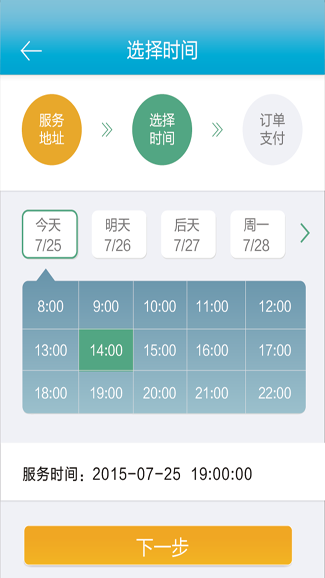 选择时间
服务
地址
选择
时间
订单
支付
今天 明天 后天 周一
7/25 7/26 7/27 7/28
8:00 9:00 10:00 11:00 12:00
13:00 14:00 15:00 16:00 17:00
18:00 19:00 20:00 21:00 22:00
服务时间：2015-07-25 19:00:00
下一步